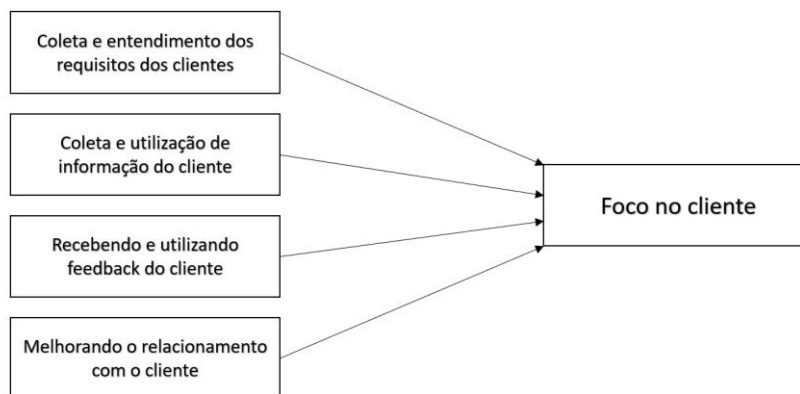 Coleta e entendimento dos
requisitos dos clientes
Coleta e utilização de
informação do cliente
Recebendo e utilizando
feedback do cliente
Melhorando o relacionamento
com o cliente
Foco no cliente